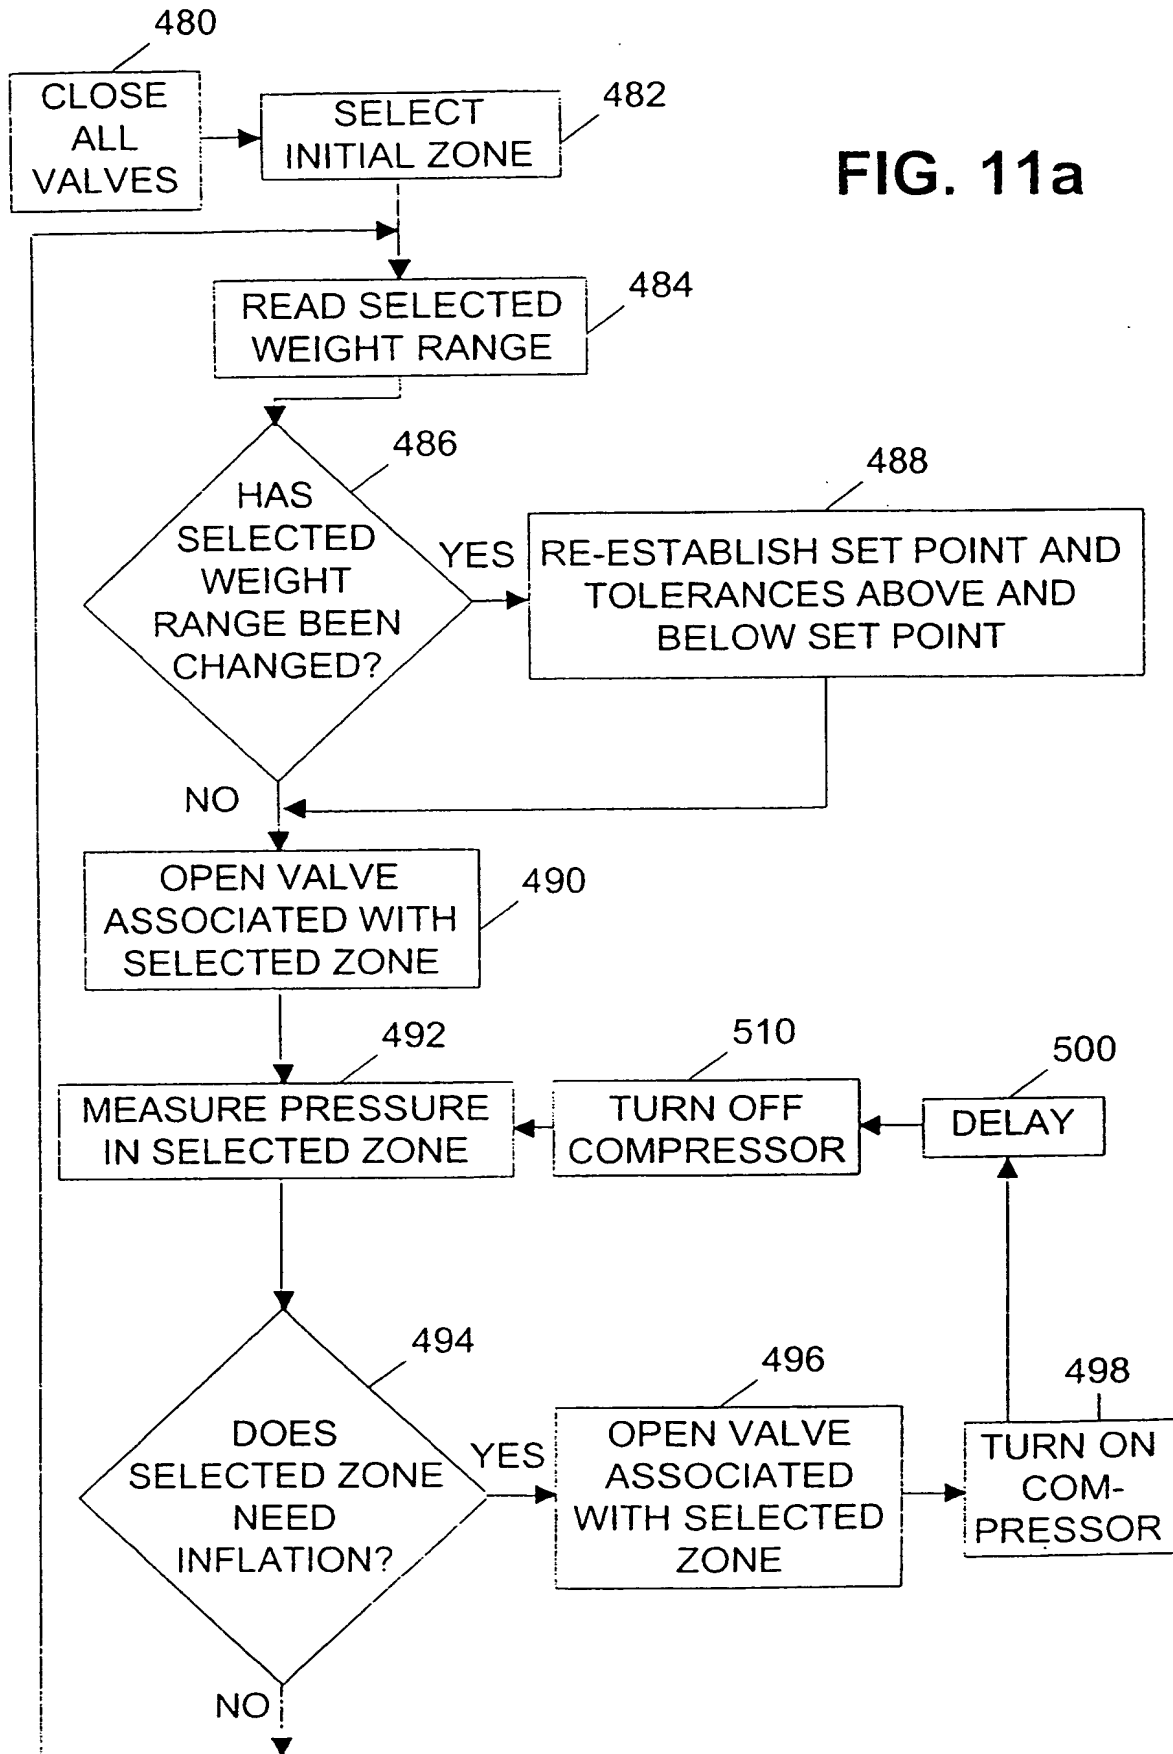 480
CLOSE
ALL
VALVES
SELECT
INITIAL ZONE
482
FIG. 11a
READ SELECTED
WEIGHT RANGE
484
486
HAS
SELECTED
WEIGHT
RANGE BEEN
CHANGED?
YES
488
RE-ESTABLISH SET POINT AND
TOLERANCES ABOVE AND
BELOW SET POINT
NO
OPEN VALVE
ASSOCIATED WITH
SELECTED ZONE
490
492
MEASURE PRESSURE
IN SELECTED ZONE
510
TURN OFF
COMPRESSOR
500
DELAY
494
DOES
SELECTED ZONE
NEED
INFLATION?
YES
496
OPEN VALVE
ASSOCIATED
WITH SELECTED
ZONE
498
TURN ON
COM-
PRESSOR
NO